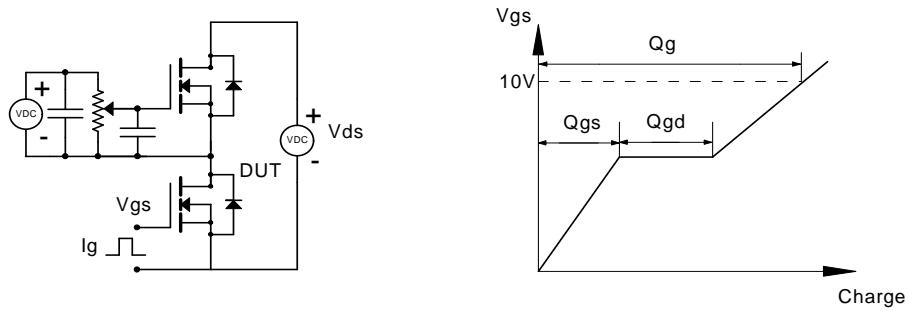 VDC
+
-
VDC
+
-
Vds
DUT
Vgs
Ig
Vgs
Qg
10V
Qgs
Qgd
Charge